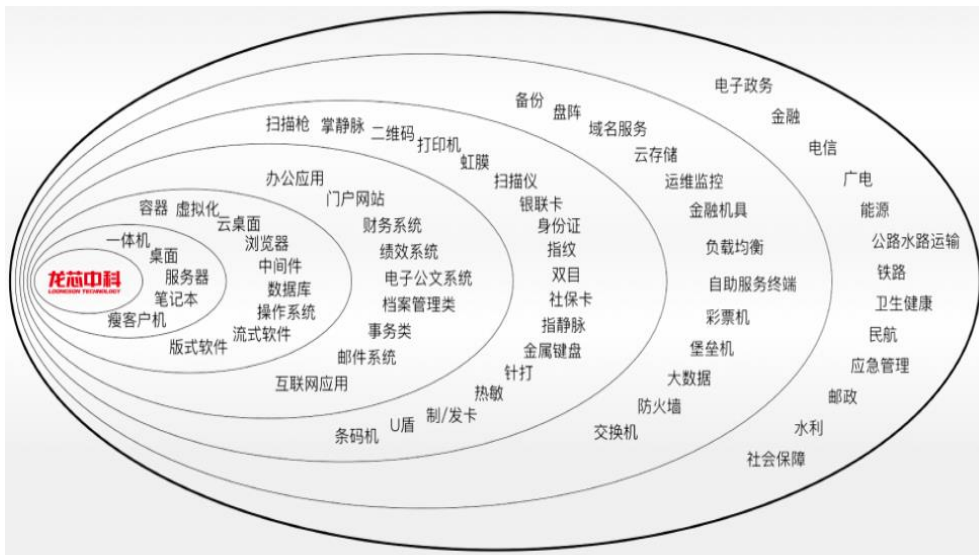 龙芯中科
LOONGSON TECHNOLOGY
一体机
桌面
服务器
笔记本
瘦客户机
容器
虚拟化
云桌面
浏览器
中间件
数据库
操作系统
流式软件
版式软件
办公应用
门户网站
财务系统
绩效系统
电子公文系统
档案管理类
事务类
邮件系统
互联网应用
扫描枪
掌静脉
二维码
打印机
虹膜
扫描仪
银联卡
身份证
指纹
双目
社保卡
指静脉
金属键盘
针打
热敏
制/发卡
U盾
条码机
备份
盘阵
域名服务
云存储
运维监控
金融机具
负载均衡
自助服务终端
彩票机
堡垒机
大数据
防火墙
交换机
电子政务
金融
电信
广电
能源
公路水路运输
铁路
卫生健康
民航
应急管理
邮政
水利
社会保障